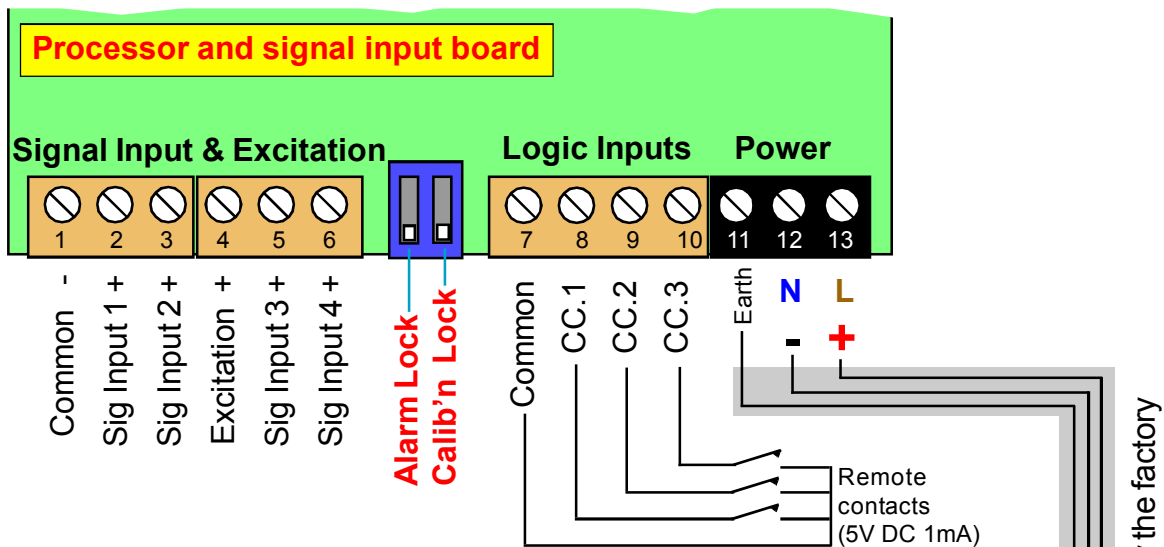 Processor and signal input board
Signal Input & Excitation
Logic Inputs
Power
1 2 3 4 5 6
7 8 9 10 11 12 13
Common -
Sig Input 1 +
Sig Input 2 +
Excitation +
Sig Input 3 +
Sig Input 4 +
Alarm Lock
Calib'n Lock
Common
CC.1
CC.2
CC.3
Earth
N
L
-
+
Remote
contacts
(5V DC 1mA)
the factory